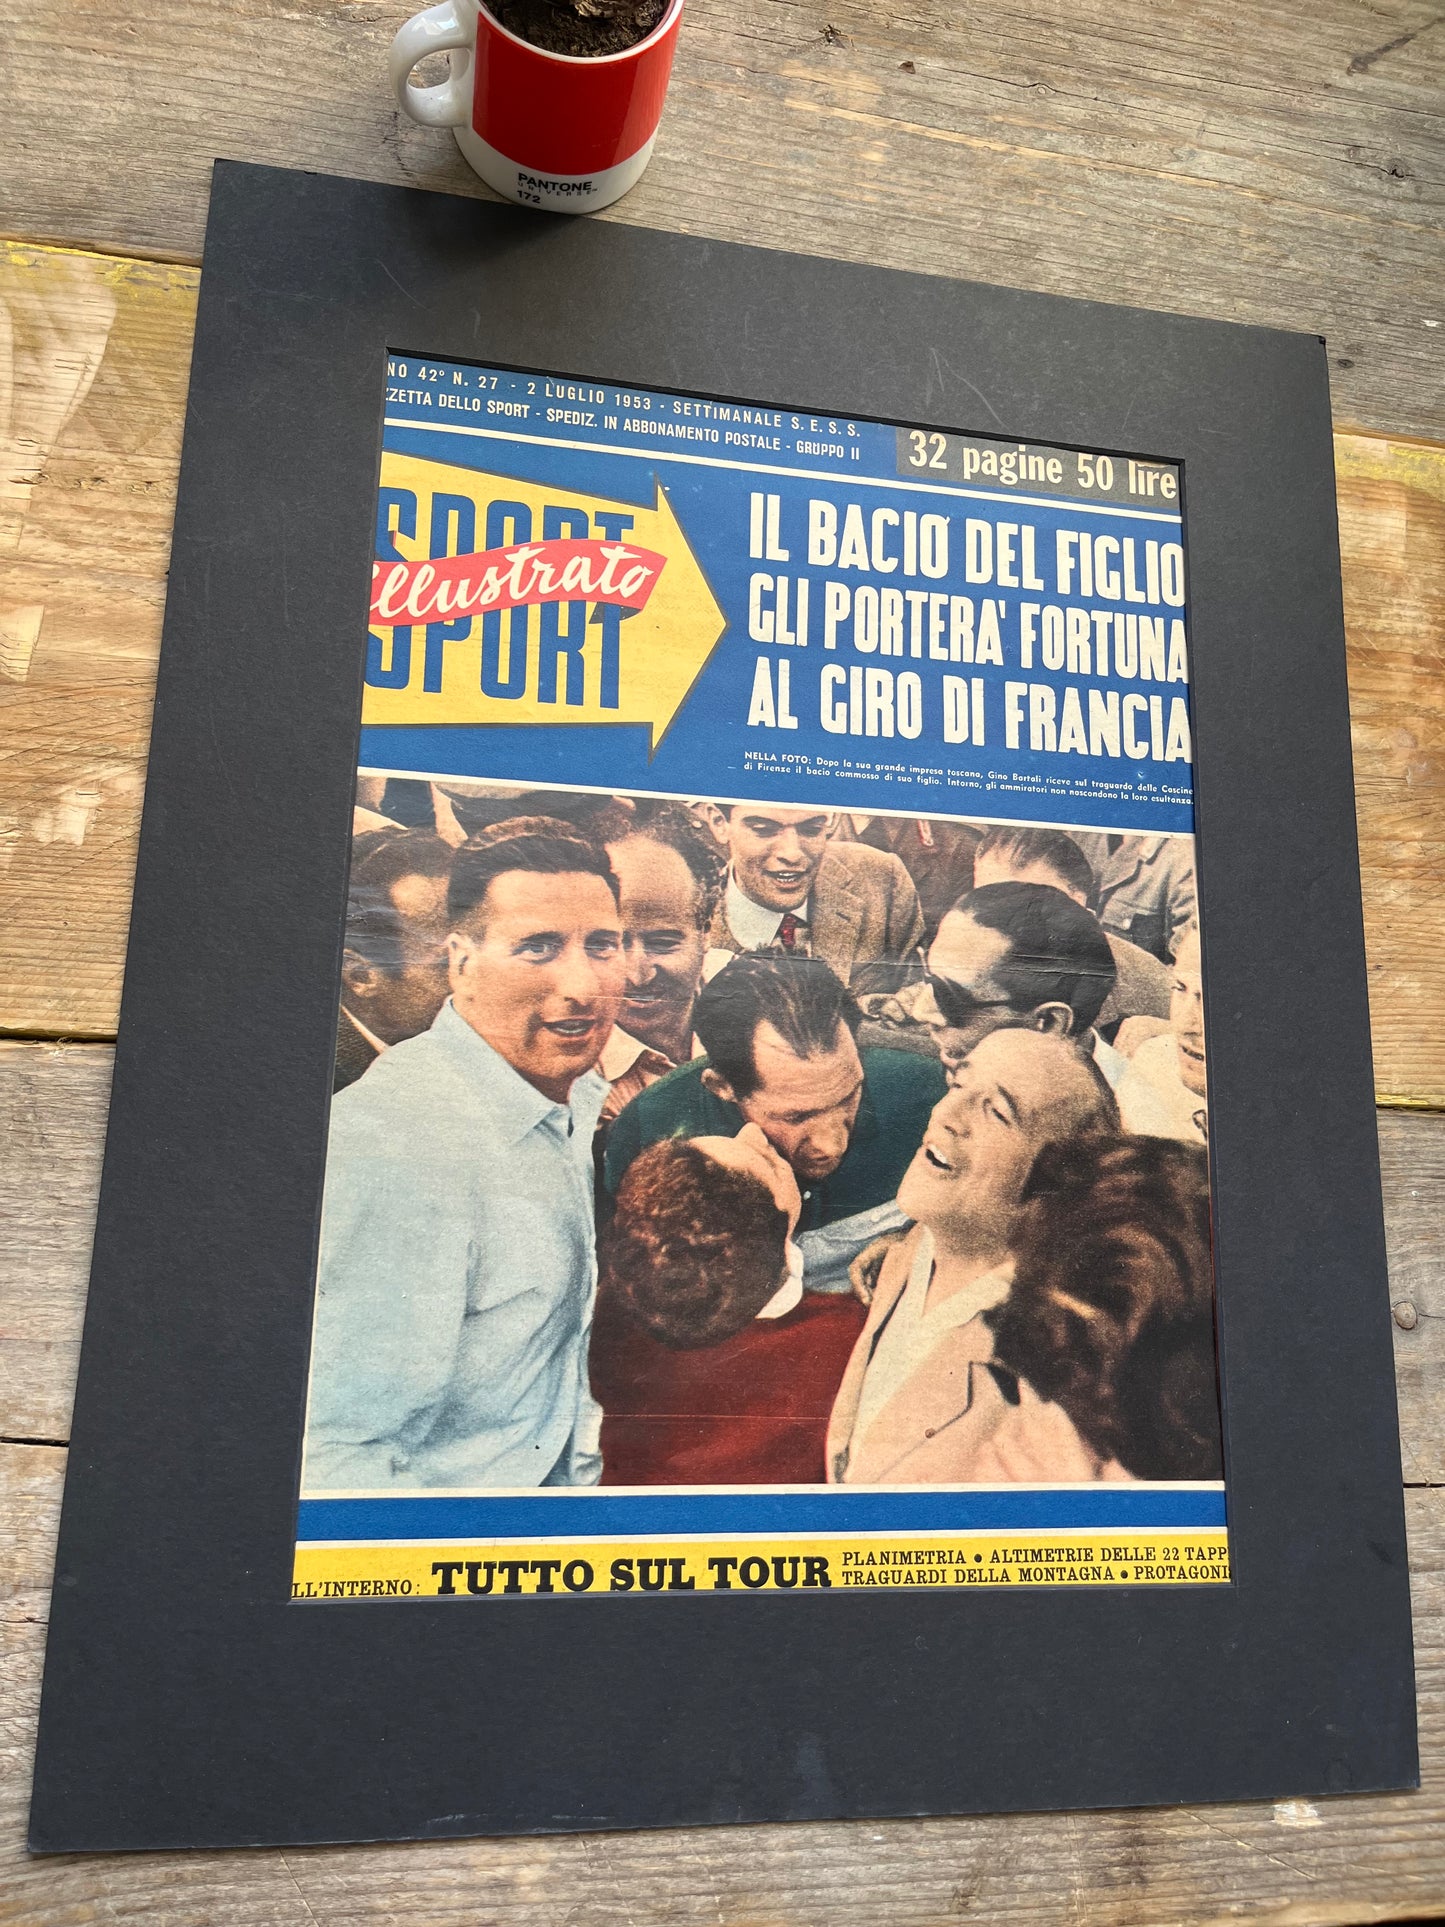 PANTONE
UNIVERSE™
172
NO 42° N. 27 - 2 LUGLIO 1953 - SETTIMANALE S. E. S. S.
ZZETTA DELLO SPORT - SPEDIZ. IN ABBONAMENTO POSTALE - GRUPPO II
32 pagine 50 lire
SPORT
illustrato
SPORT
IL BACIO DEL FIGLIO
GLI PORTERA' FORTUNA
AL GIRO DI FRANCIA
NELLA FOTO: Dopo la sua grande impresa toscana, Gino Bartali riceve sul traguardo delle Cascine
di Firenze il bacio commosso di suo figlio. Intorno, gli ammiratori non nascondono la loro esultanza.
LL'INTERNO: TUTTO SUL TOUR
PLANIMETRIA • ALTIMETRIE DELLE 22 TAPP
TRAGUARDI DELLA MONTAGNA • PROTAGONI